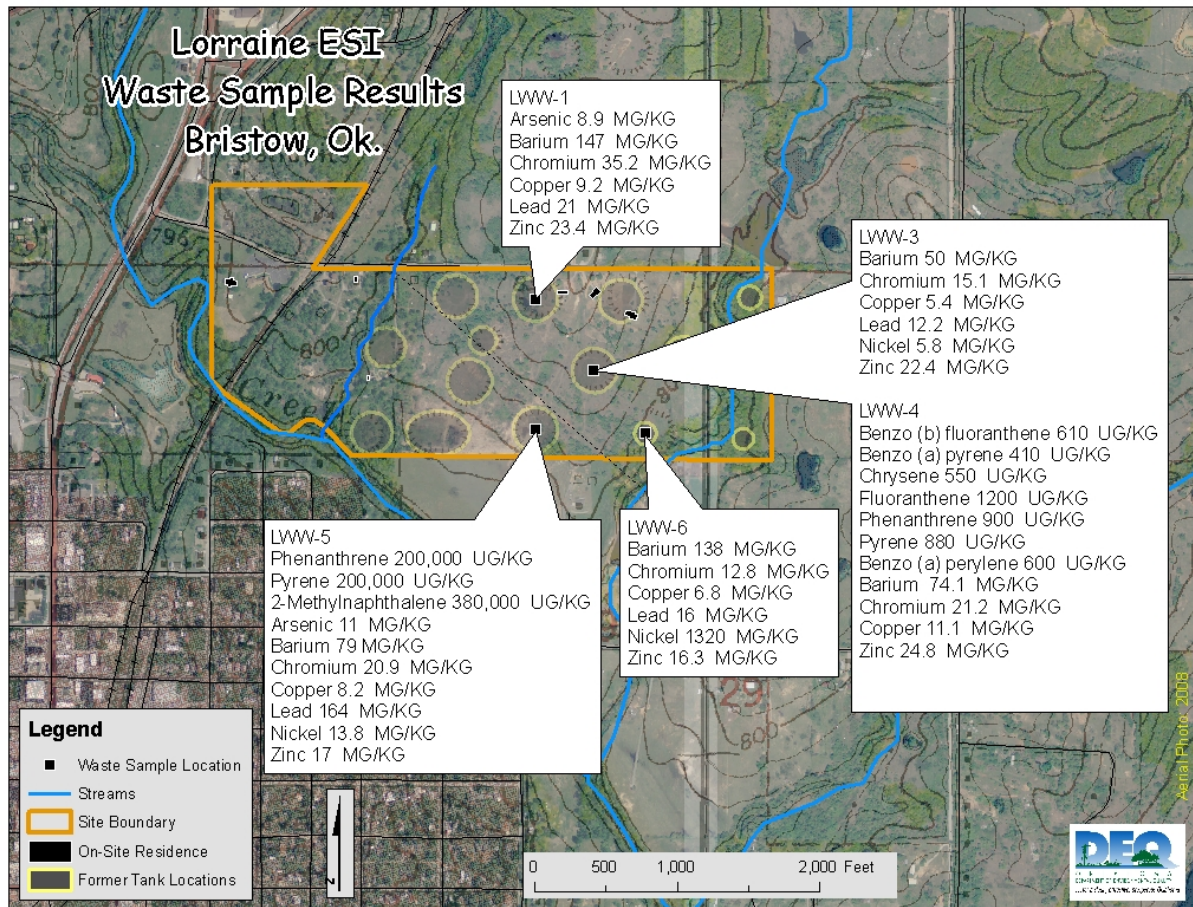 Lorraine ESI
Waste Sample Results
Bristow, Ok.
LWW-1
Arsenic 8.9 MG/KG
Barium 147 MG/KG
Chromium 35.2 MG/KG
Copper 9.2 MG/KG
Lead 21 MG/KG
Zinc 23.4 MG/KG
LWW-3
Barium 50 MG/KG
Chromium 15.1 MG/KG
Copper 5.4 MG/KG
Lead 12.2 MG/KG
Nickel 5.8 MG/KG
Zinc 22.4 MG/KG
LWW-4
Benzo (b) fluoranthene 610 UG/KG
Benzo (a) pyrene 410 UG/KG
Chrysene 550 UG/KG
Fluoranthene 1200 UG/KG
Phenanthrene 900 UG/KG
Pyrene 880 UG/KG
Benzo (a) perylene 600 UG/KG
Barium 74.1 MG/KG
Chromium 21.2 MG/KG
Copper 11.1 MG/KG
Zinc 24.8 MG/KG
LWW-5
Phenanthrene 200,000 UG/KG
Pyrene 200,000 UG/KG
2-Methylnaphthalene 380,000 UG/KG
Arsenic 11 MG/KG
Barium 79 MG/KG
Chromium 20.9 MG/KG
Copper 8.2 MG/KG
Lead 164 MG/KG
Nickel 13.8 MG/KG
Zinc 17 MG/KG
LWW-6
Barium 138 MG/KG
Chromium 12.8 MG/KG
Copper 6.8 MG/KG
Lead 16 MG/KG
Nickel 1320 MG/KG
Zinc 16.3 MG/KG
800
796
800
800
800
29
Creek
Legend
Waste Sample Location
Streams
Site Boundary
On-Site Residence
Former Tank Locations
N
0 500 1,000 2,000 Feet
Aerial Photo: 2008
DEQ
OKLAHOMA
DEPARTMENT OF ENVIRONMENTAL QUALITY